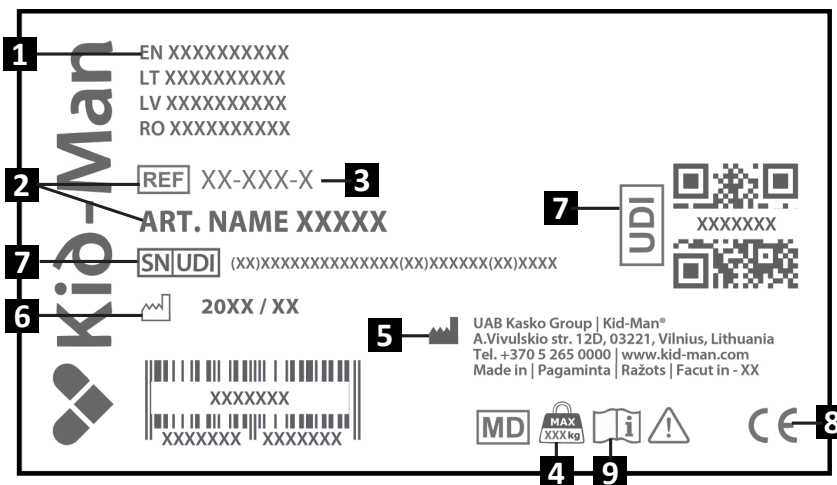 Kid-Man
1
EN XXXXXXXXXX
LT XXXXXXXXXX
LV XXXXXXXXXX
RO XXXXXXXXXX
2
REF XX-XXX-X 3
ART. NAME XXXXX
7
UDI
XXXXXXX
7
SN UDI (XX)XXXXXXXXXXXXXX(XX)XXXXXX(XX)XXXX
6
20XX / XX
5
UAB Kasko Group | Kid-Man®
A.Vivulskio str. 12D, 03221, Vilnius, Lithuania
Tel. +370 5 265 0000 | www.kid-man.com
Made in | Pagaminta | Ražots | Facut in - XX
XXXXXXX
XXXXXXX XXXXXXX
MD
MAX
XXX kg
i
CE
8
4
9